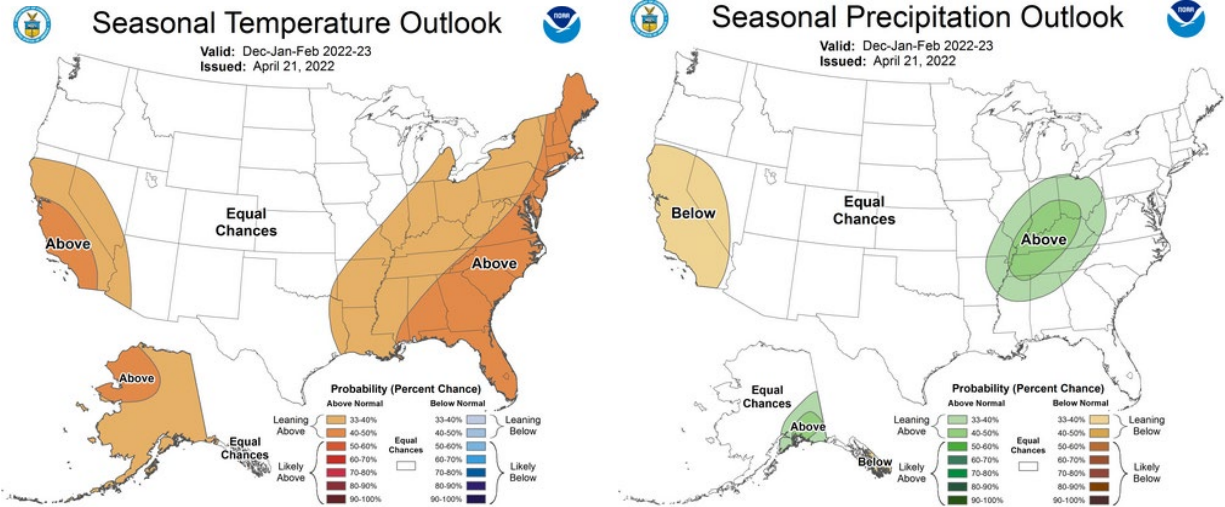 Seasonal Temperature Outlook
NOAA
Valid: Dec-Jan-Feb 2022-23
Issued: April 21, 2022
Above
Equal
Chances
Above
Above
Equal
Chances
Probability (Percent Chance)
Above Normal
Below Normal
Leaning
Above
33-40%
40-50%
Likely
Above
50-60%
60-70%
70-80%
80-90%
90-100%
Equal
Chances
33-40%
40-50%
Leaning
Below
50-60%
60-70%
70-80%
80-90%
90-100%
Likely
Below
Seasonal Precipitation Outlook
NOAA
Valid: Dec-Jan-Feb 2022-23
Issued: April 21, 2022
Below
Equal
Chances
Above
Equal
Chances
Above
Below
Probability (Percent Chance)
Above Normal
Below Normal
Leaning
Above
33-40%
40-50%
Likely
Above
50-60%
60-70%
70-80%
80-90%
90-100%
Equal
Chances
33-40%
40-50%
Leaning
Below
50-60%
60-70%
70-80%
80-90%
90-100%
Likely
Below